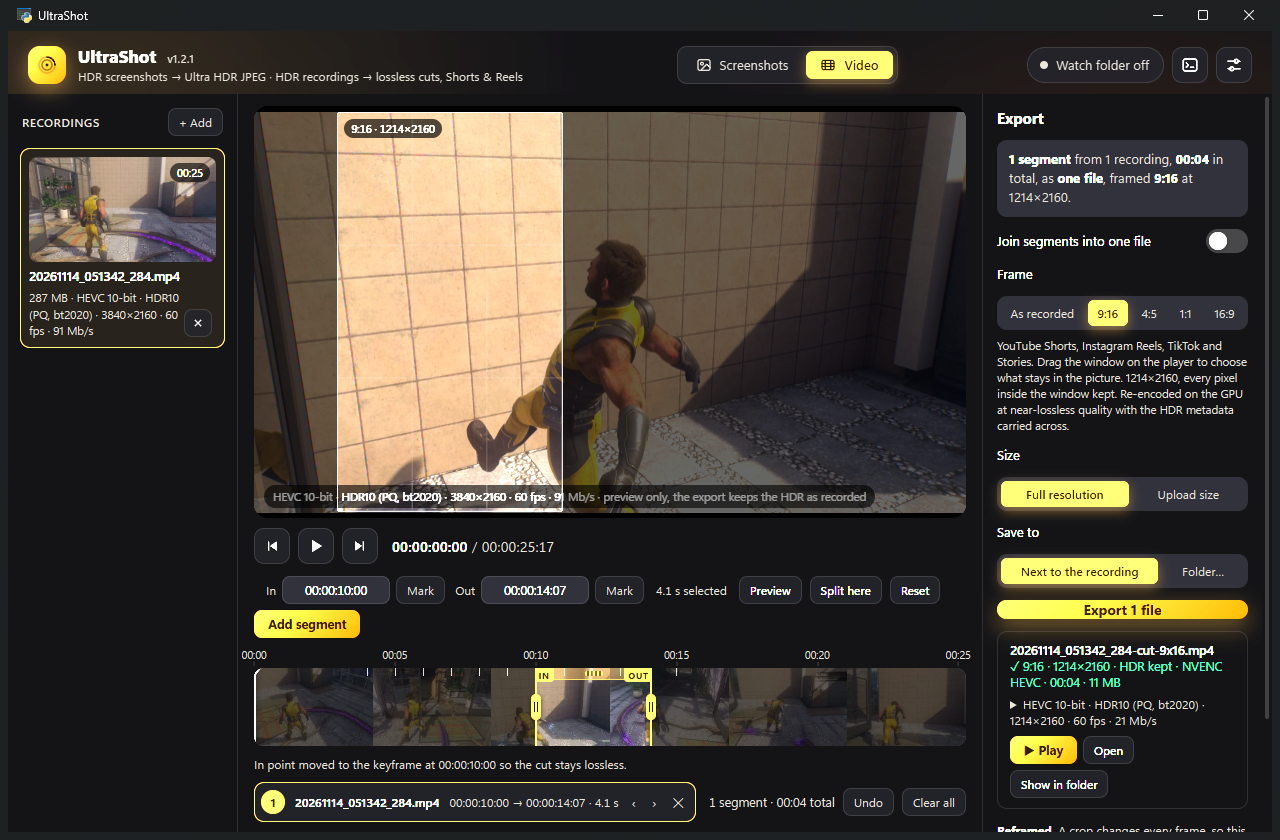 UltraShot
UltraShot v1.2.1
HDR screenshots → Ultra HDR JPEG · HDR recordings → lossless cuts, Shorts & Reels
Screenshots
Video
Watch folder off
RECORDINGS
+ Add
00:25
20261114_051342_284.mp4
287 MB · HEVC 10-bit · HDR10
(PQ, bt2020) · 3840×2160 · 60
fps · 91 Mb/s
9:16 · 1214×2160
HEVC 10-bit · HDR10 (PQ, bt2020) · 3840×2160 · 60 fps · 91 Mb/s · preview only, the export keeps the HDR as recorded
00:00:00:00 / 00:00:25:17
In 00:00:10:00 Mark Out 00:00:14:07 Mark 4.1 s selected Preview Split here Reset
Add segment
00:00 00:05 00:10 00:15 00:20 00:25
IN OUT
In point moved to the keyframe at 00:00:10:00 so the cut stays lossless.
1 20261114_051342_284.mp4 00:00:10:00 → 00:00:14:07 · 4.1 s ‹ ›
1 segment · 00:04 total Undo Clear all
Export
1 segment from 1 recording, 00:04 in
total, as one file, framed 9:16 at
1214×2160.
Join segments into one file
Frame
As recorded 9:16 4:5 1:1 16:9
YouTube Shorts, Instagram Reels, TikTok and
Stories. Drag the window on the player to choose
what stays in the picture. 1214×2160, every pixel
inside the window kept. Re-encoded on the GPU
at near-lossless quality with the HDR metadata
carried across.
Size
Full resolution Upload size
Save to
Next to the recording Folder...
Export 1 file
20261114_051342_284-cut-9x16.mp4
✓ 9:16 · 1214×2160 · HDR kept · NVENC
HEVC · 00:04 · 11 MB
▶ HEVC 10-bit · HDR10 (PQ, bt2020) ·
1214×2160 · 60 fps · 21 Mb/s
▶ Play Open
Show in folder
Reframed. A crop changes every frame, so this